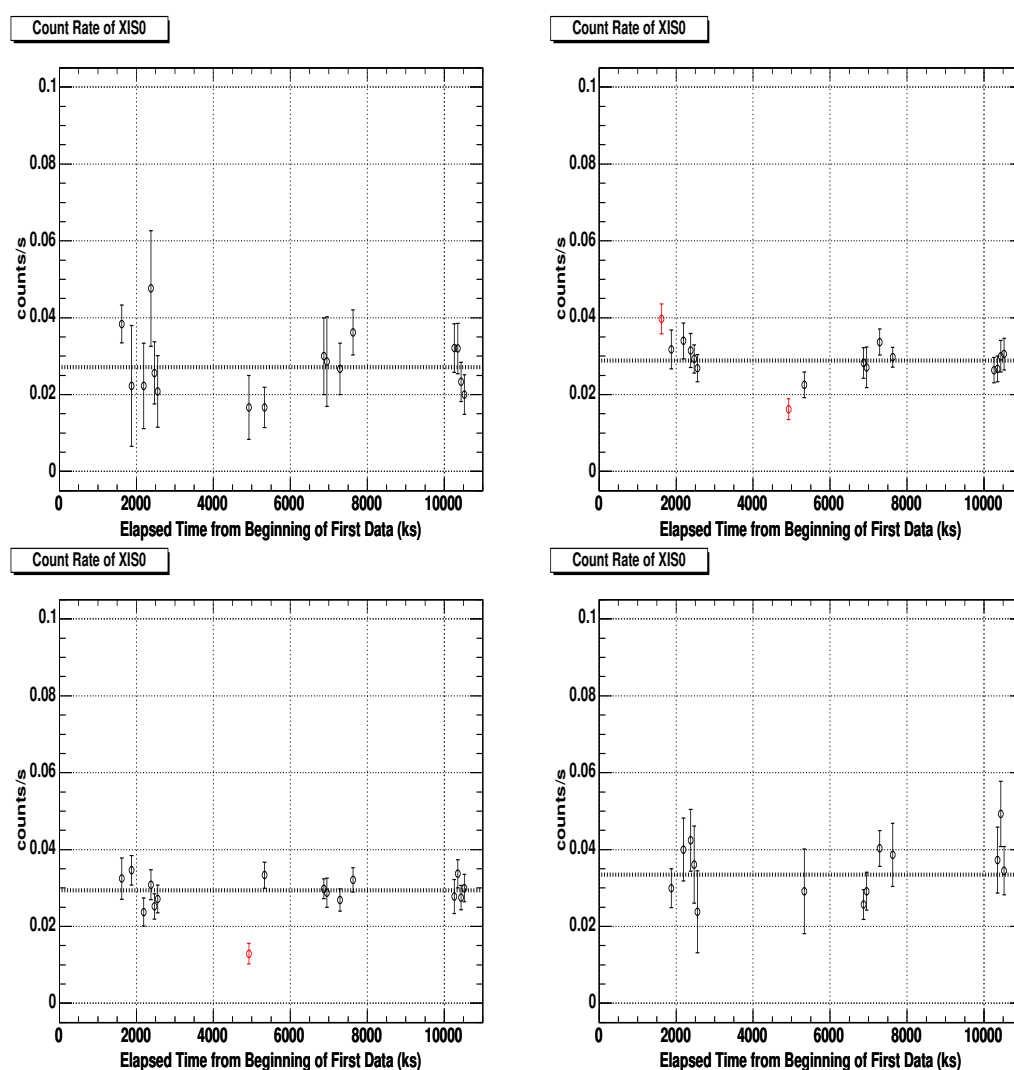 Count Rate of XIS0
counts/s
0.1
0.08
0.06
0.04
0.02
0
0 2000 4000 6000 8000 10000
Elapsed Time from Beginning of First Data (ks)
Count Rate of XIS0
counts/s
0.1
0.08
0.06
0.04
0.02
0
0 2000 4000 6000 8000 10000
Elapsed Time from Beginning of First Data (ks)
Count Rate of XIS0
counts/s
0.1
0.08
0.06
0.04
0.02
0
0 2000 4000 6000 8000 10000
Elapsed Time from Beginning of First Data (ks)
Count Rate of XIS0
counts/s
0.1
0.08
0.06
0.04
0.02
0
0 2000 4000 6000 8000 10000
Elapsed Time from Beginning of First Data (ks)